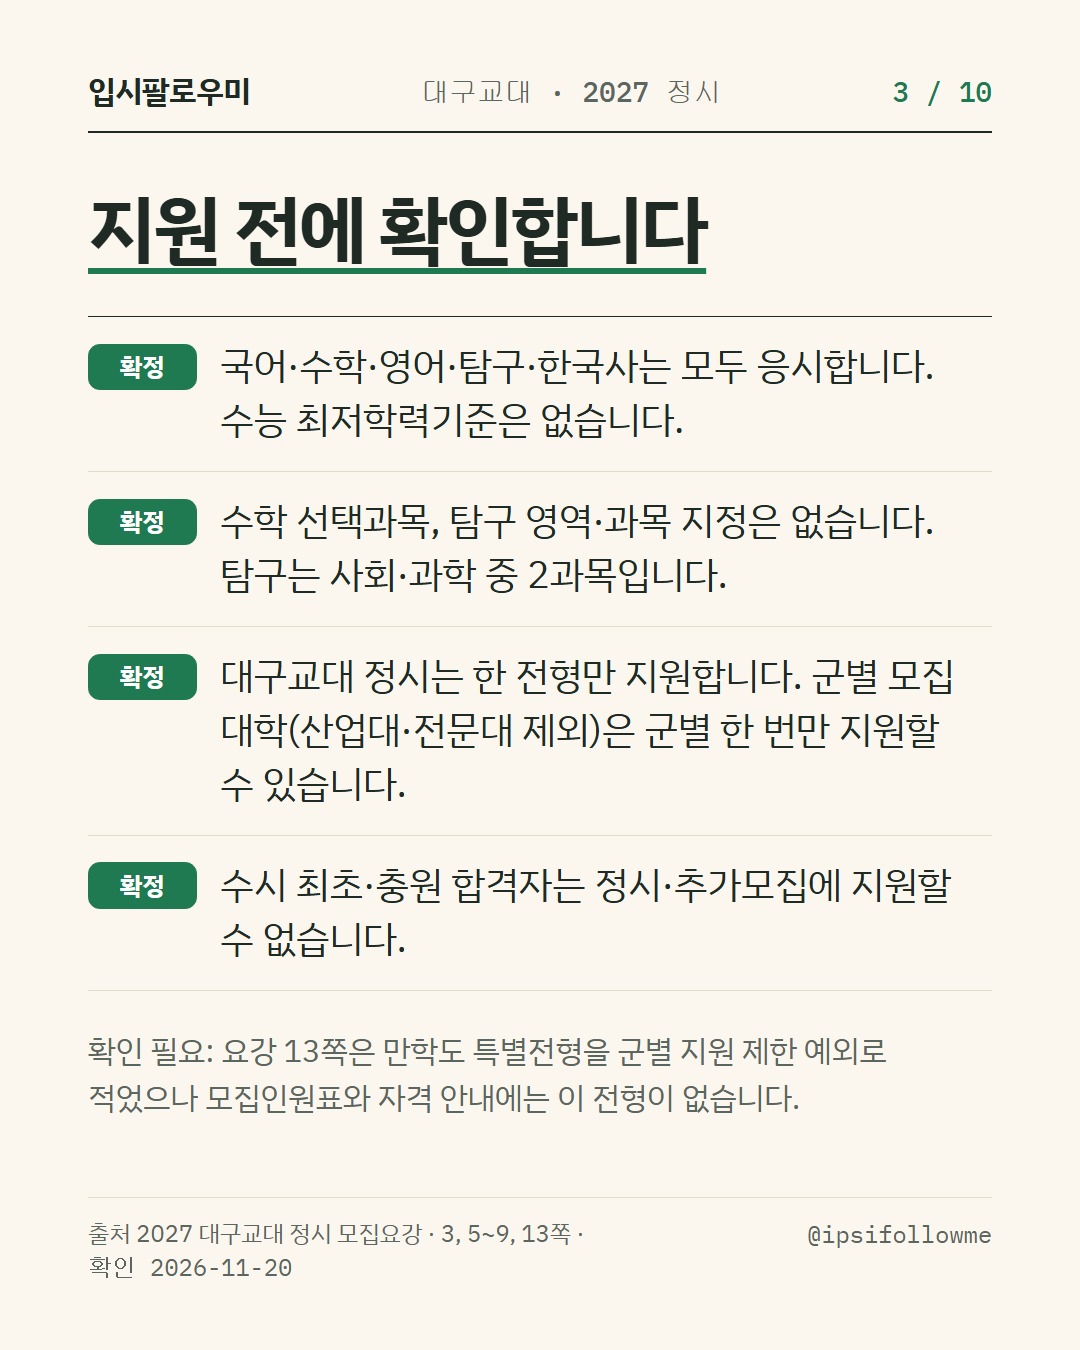 입시팔로우미
대구교대 · 2027 정시
3 / 10
지원 전에 확인합니다
확정
국어·수학·영어·탐구·한국사는 모두 응시합니다.
수능 최저학력기준은 없습니다.
확정
수학 선택과목, 탐구 영역·과목 지정은 없습니다.
탐구는 사회·과학 중 2과목입니다.
확정
대구교대 정시는 한 전형만 지원합니다. 군별 모집
대학(산업대·전문대 제외)은 군별 한 번만 지원할
수 있습니다.
확정
수시 최초·충원 합격자는 정시·추가모집에 지원할
수 없습니다.
확인 필요: 요강 13쪽은 만학도 특별전형을 군별 지원 제한 예외로
적었으나 모집인원표와 자격 안내에는 이 전형이 없습니다.
출처 2027 대구교대 정시 모집요강 · 3, 5~9, 13쪽 ·
확인 2026-11-20
@ipsifollowme